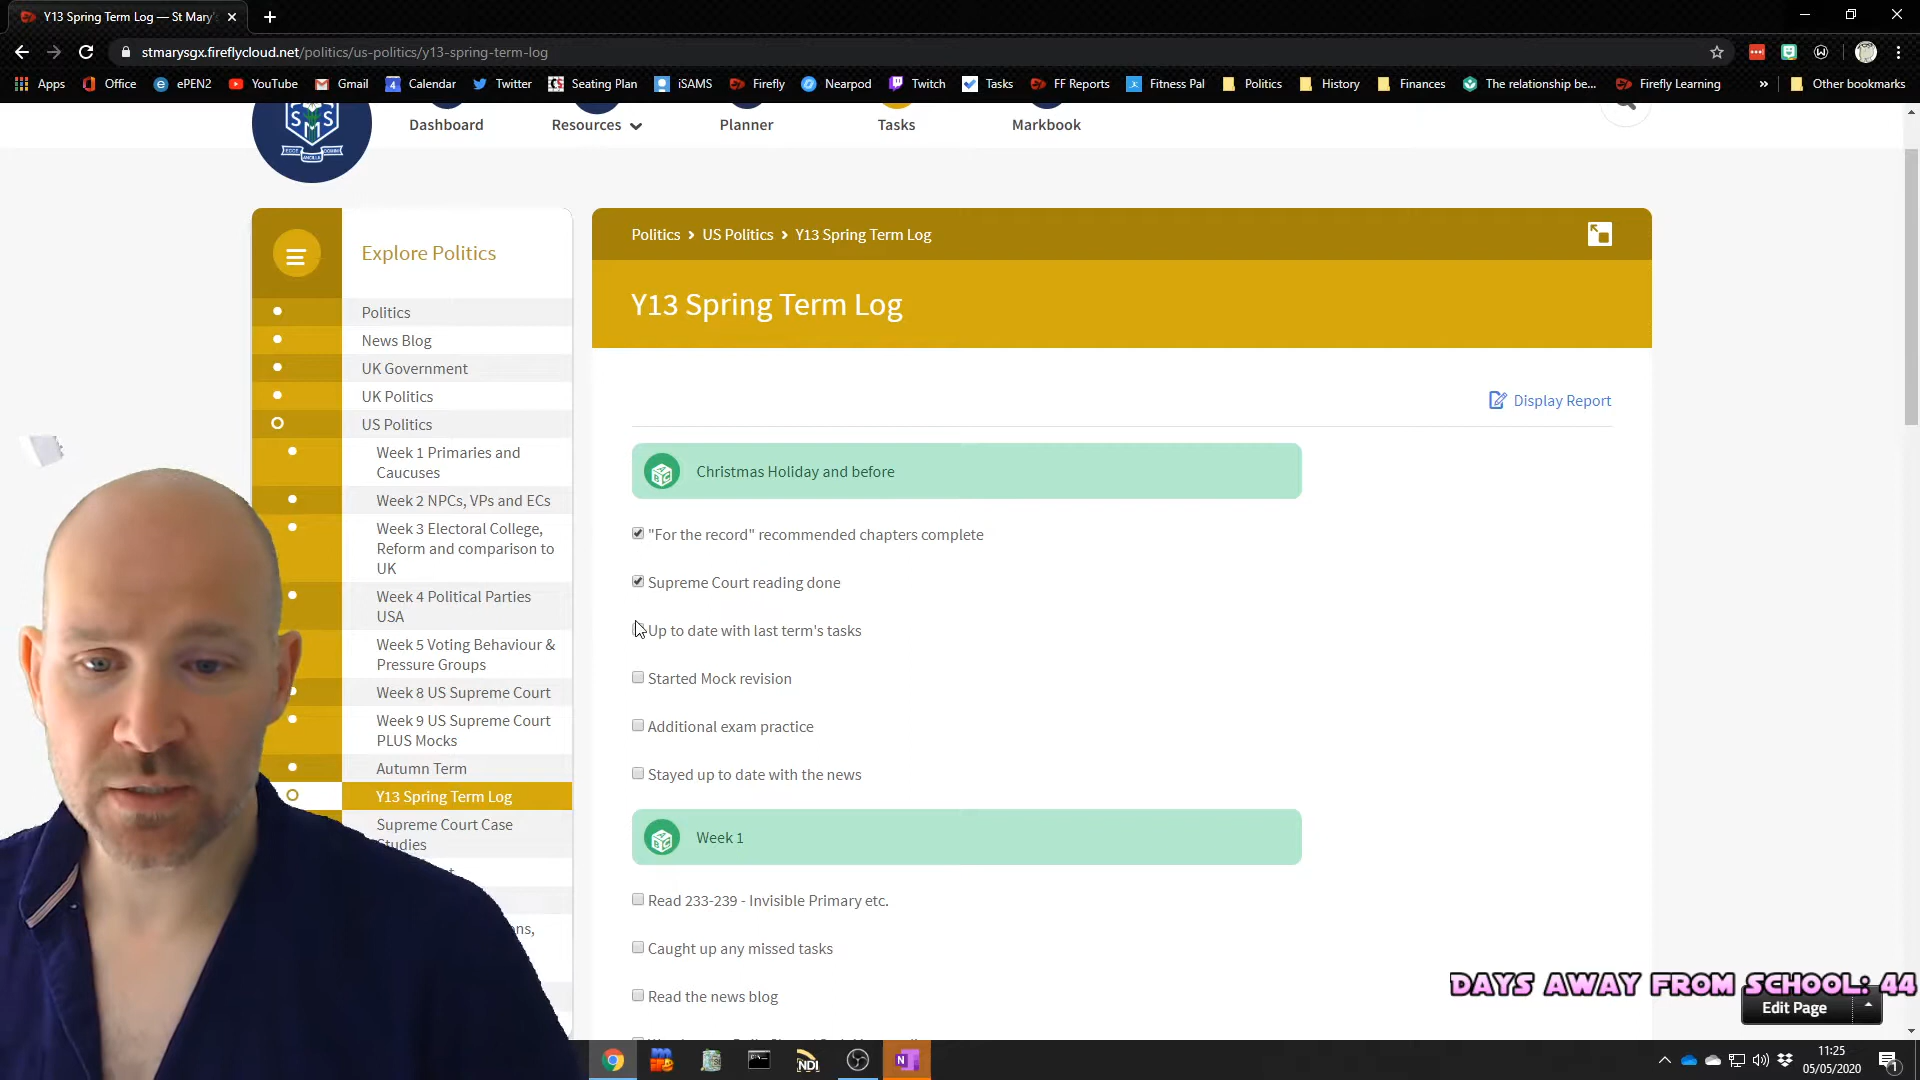 Y13 Spring Term Log — St Mary'
stmarysgx.fireflycloud.net/politics/us-politics/y13-spring-term-log
Apps Office ePEN2 YouTube Gmail Calendar Twitter Seating Plan iSAMS Firefly Nearpod Twitch Tasks FF Reports Fitness Pal Politics History Finances The relationship be... Firefly Learning » Other bookmarks
S M S
ECCE ANCILLA DOMINI
Dashboard Resources Planner Tasks Markbook
Explore Politics
Politics
News Blog
UK Government
UK Politics
US Politics
Week 1 Primaries and
Caucuses
Week 2 NPCs, VPs and ECs
Week 3 Electoral College,
Reform and comparison to
UK
Week 4 Political Parties
USA
Week 5 Voting Behaviour &
Pressure Groups
Week 8 US Supreme Court
Week 9 US Supreme Court
PLUS Mocks
Autumn Term
Y13 Spring Term Log
Supreme Court Case
Studies
Politics › US Politics › Y13 Spring Term Log
Y13 Spring Term Log
Display Report
Christmas Holiday and before
"For the record" recommended chapters complete
Supreme Court reading done
Up to date with last term's tasks
Started Mock revision
Additional exam practice
Stayed up to date with the news
Week 1
Read 233-239 - Invisible Primary etc.
Caught up any missed tasks
Read the news blog
DAYS AWAY FROM SCHOOL: 44
Edit Page
NDI
11:25
05/05/2020